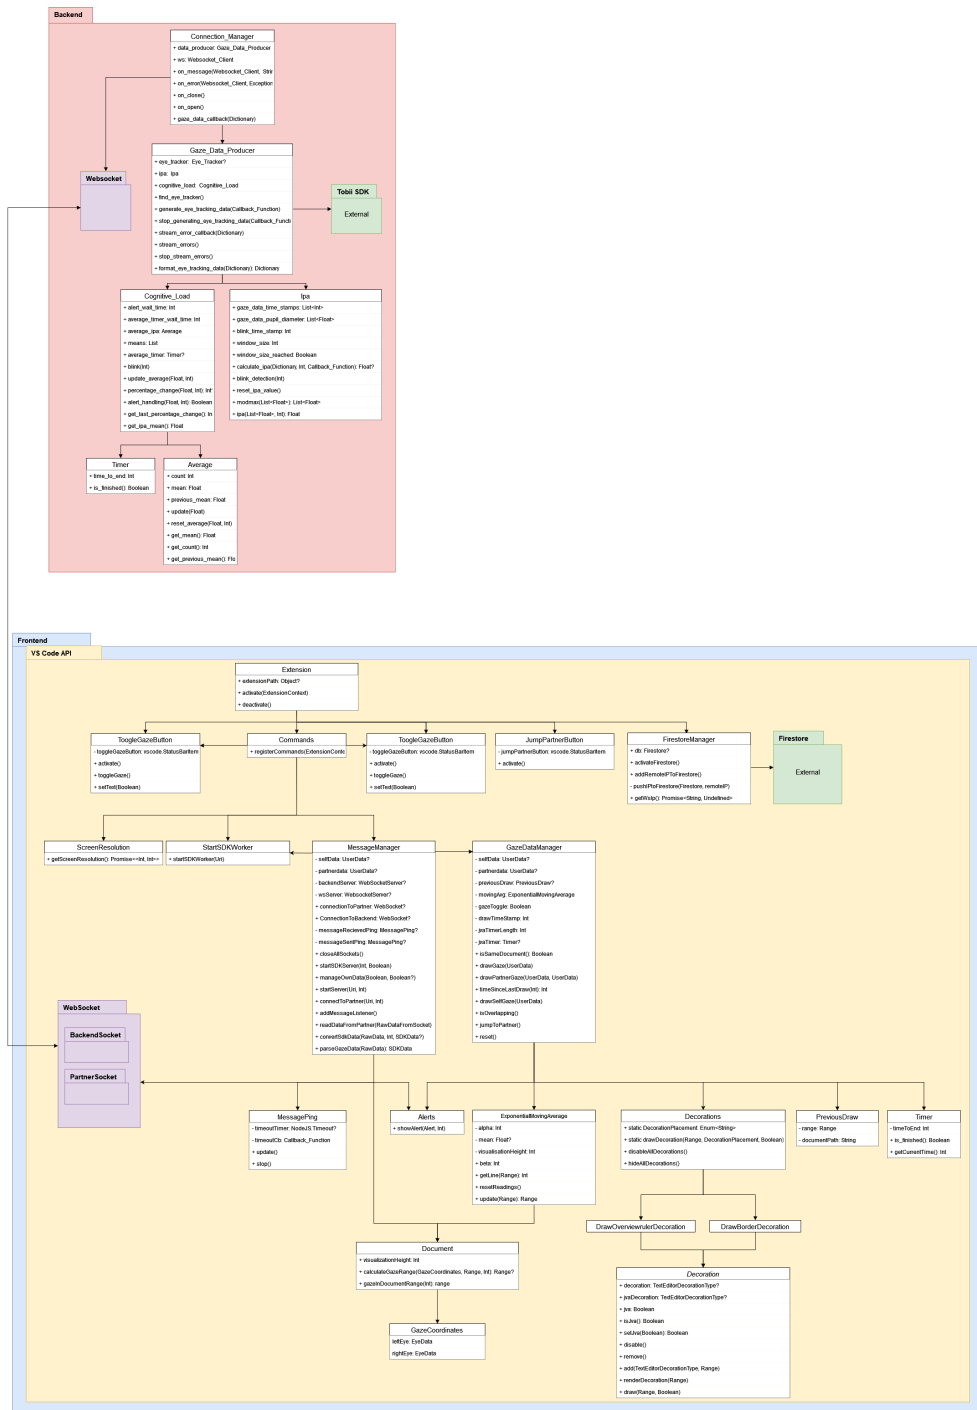 Backend
Connection_Manager
+ data_producer: Gaze_Data_Producer
+ ws: Websocket_Client
+ on_message(Websocket_Client, Strin
+ on_error(Websocket_Client, Exception
+ on_close()
+ on_open()
+ gaze_data_callback(Dictionary)
Gaze_Data_Producer
+ eye_tracker: Eye_Tracker?
+ ipa: Ipa
+ cognitive_load: Cognitive_Load
+ find_eye_tracker()
+ generate_eye_tracking_data(Callback_Function)
+ stop_generating_eye_tracking_data(Callback_Functi
+ stream_error_callback(Dictionary)
+ stream_errors()
+ stop_stream_errors()
+ format_eye_tracking_data(Dictionary): Dictionary
Websocket
Tobii SDK
External
Cognitive_Load
+ alert_wait_time: Int
+ average_timer_wait_time: Int
+ average_ipa: Average
+ means: List
+ average_timer: Timer?
+ blink(Int)
+ update_average(Float, Int)
+ percentage_change(Float, Int): Int
+ alert_handling(Float, Int): Boolean
+ get_last_percentage_change(): In
+ get_ipa_mean(): Float
Ipa
+ gaze_data_time_stamps: List<Int>
+ gaze_data_pupil_diameter: List<Float>
+ blink_time_stamp: Int
+ window_size: Int
+ window_size_reached: Boolean
+ calculate_ipa(Dictionary, Int, Callback_Function): Float?
+ blink_detection(Int)
+ reset_ipa_value()
+ modmax(List<Float>): List<Float>
+ ipa(List<Float>, Int): Float
Timer
+ time_to_end: Int
+ is_finished(): Boolean
Average
+ count: Int
+ mean: Float
+ previous_mean: Float
+ update(Float)
+ reset_average(Float, Int)
+ get_mean(): Float
+ get_count(): Int
+ get_previous_mean(): Flo
Frontend
VS Code API
Extension
+ extensionPath: Object?
+ activate(ExtensionContext)
+ deactivate()
ToogleGazeButton
- toggleGazeButton: vscode.StatusBarItem
+ activate()
+ toggleGaze()
+ setText(Boolean)
Commands
+ registerCommands(ExtensionConte
ToogleGazeButton
- toggleGazeButton: vscode.StatusBarItem
+ activate()
+ toggleGaze()
+ setText(Boolean)
JumpPartnerButton
- jumpPartnerButton: vscode.StatusBarItem
+ activate()
FirestoreManager
+ db: Firestore?
+ activateFirestore()
+ addRemoteIPToFirestore()
- pushIPtoFirestore(Firestore, remoteIP)
+ getWsIp(): Promise<String, Undefined>
Firestore
External
ScreenResolution
+ getScreenResolution(): Promise<<Int, Int>>
StartSDKWorker
+ startSDKWorker(Uri)
MessageManager
- selfData: UserData?
- partnerdata: UserData?
- backendServer: WebSocketServer?
- wsServer: WebsocketServer?
+ connectionToPartner: WebSocket?
+ ConnectionToBackend: WebSocket?
- messageRecievedPing: MessagePing?
- messageSentPing: MessagePing?
+ closeAllSockets()
+ startSDKServer(Int, Boolean)
+ manageOwnData(Boolean, Boolean?)
+ startServer(Uri, Int)
+ connectToPartner(Uri, Int)
+ addMessageListener()
+ readDataFromPartner(RawDataFromSocket)
+ convertSdkData(RawData, Int, SDKData?)
+ parseGazeData(RawData): SDKData
GazeDataManager
- selfData: UserData?
- partnerdata: UserData?
- previousDraw: PreviousDraw?
- movingAvg: ExponentialMovingAverage
- gazeToggle: Boolean
- drawTimeStamp: Int
- jvaTimerLength: Int
- jvaTimer: Timer?
+ isSameDocument(): Boolean
+ drawGaze(UserData)
+ drawPartnerGaze(UserData, UserData)
+ timeSinceLastDraw(Int): Int
+ drawSelfGaze(UserData)
+ isOverlapping()
+ jumpToPartner()
+ reset()
WebSocket
BackendSocket
PartnerSocket
MessagePing
- timeoutTimer: NodeJS.Timeout?
- timeoutCb: Callback_Function
+ update()
+ stop()
Alerts
+ showAlert(Alert, Int)
ExponentialMovingAverage
- alpha: Int
- mean: Float?
- visualisationHeight: Int
+ beta: Int
+ getLine(Range): Int
+ resetReadings()
+ update(Range): Range
Decorations
+ static DecorationPlacement: Enum<String>
+ static drawDecoration(Range, DecorationPlacement, Boolean)
+ disableAllDecorations()
+ hideAllDecorations()
PreviousDraw
- range: Range
- documentPath: String
Timer
- timeToEnd: Int
+ is_finished(): Boolean
+ getCurrentTime(): Int
DrawOverviewrulerDecoration
DrawBorderDecoration
Document
+ visualizationHeight: Int
+ calculateGazeRange(GazeCoordinates, Range, Int): Range?
+ gazeInDocumentRange(Int): range
GazeCoordinates
leftEye: EyeData
rightEye: EyeData
Decoration
+ decoration: TextEditorDecorationType?
+ jvaDecoration: TextEditorDecorationType?
+ jva: Boolean
+ isJva(): Boolean
+ setJva(Boolean): Boolean
+ disable()
+ remove()
+ add(TextEditorDecorationType, Range)
+ renderDecoration(Range)
+ draw(Range, Boolean)